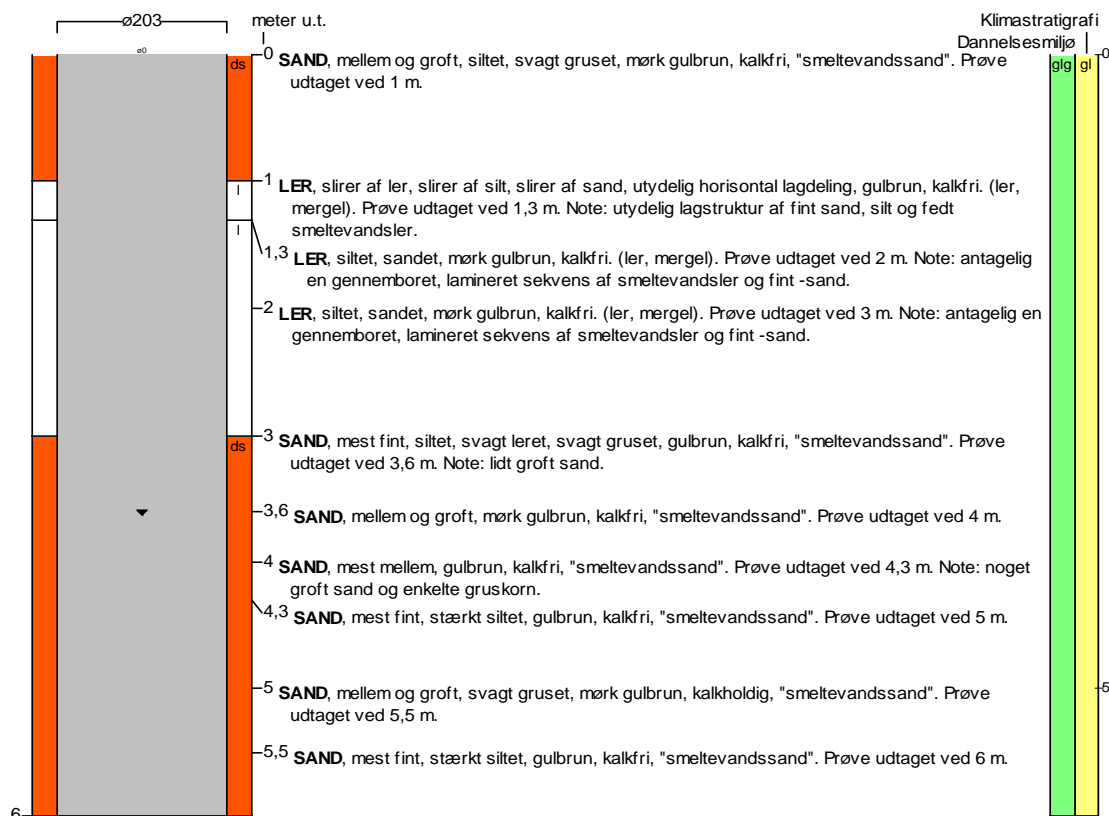 ø203
meter u.t.
Klimastratigrafi
Dannelsesmiljø
ø0
0 SAND, mellem og groft, siltet, svagt gruset, mørk gulbrun, kalkfri, "smeltevandssand". Prøve
udtaget ved 1 m.
ds
glg
gl
0
1 LER, slirer af ler, slirer af silt, slirer af sand, utydelig horisontal lagdeling, gulbrun, kalkfri. (ler,
mergel). Prøve udtaget ved 1,3 m. Note: utydelig lagstruktur af fint sand, silt og fedt
smeltevandsler.
l
l
1,3 LER, siltet, sandet, mørk gulbrun, kalkfri. (ler, mergel). Prøve udtaget ved 2 m. Note: antagelig
en gennemboret, lamineret sekvens af smeltevandsler og fint -sand.
2 LER, siltet, sandet, mørk gulbrun, kalkfri. (ler, mergel). Prøve udtaget ved 3 m. Note: antagelig en
gennemboret, lamineret sekvens af smeltevandsler og fint -sand.
3 SAND, mest fint, siltet, svagt leret, svagt gruset, gulbrun, kalkfri, "smeltevandssand". Prøve
udtaget ved 3,6 m. Note: lidt groft sand.
ds
3,6 SAND, mellem og groft, mørk gulbrun, kalkfri, "smeltevandssand". Prøve udtaget ved 4 m.
4 SAND, mest mellem, gulbrun, kalkfri, "smeltevandssand". Prøve udtaget ved 4,3 m. Note: noget
groft sand og enkelte gruskorn.
4,3 SAND, mest fint, stærkt siltet, gulbrun, kalkfri, "smeltevandssand". Prøve udtaget ved 5 m.
5 SAND, mellem og groft, svagt gruset, mørk gulbrun, kalkholdig, "smeltevandssand". Prøve
udtaget ved 5,5 m.
5
5,5 SAND, mest fint, stærkt siltet, gulbrun, kalkfri, "smeltevandssand". Prøve udtaget ved 6 m.
6